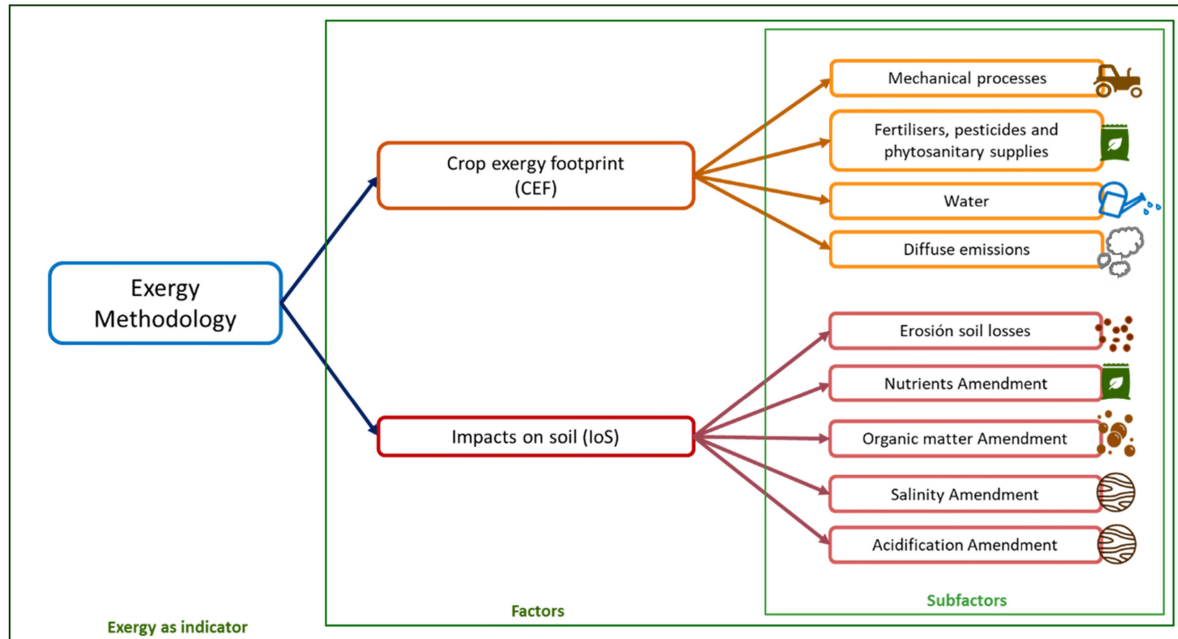 Exergy
Methodology
Crop exergy footprint
(CEF)
Impacts on soil (IoS)
Mechanical processes
Fertilisers, pesticides and
phytosanitary supplies
Water
Diffuse emissions
Erosión soil losses
Nutrients Amendment
Organic matter Amendment
Salinity Amendment
Acidification Amendment
Exergy as indicator
Factors
Subfactors